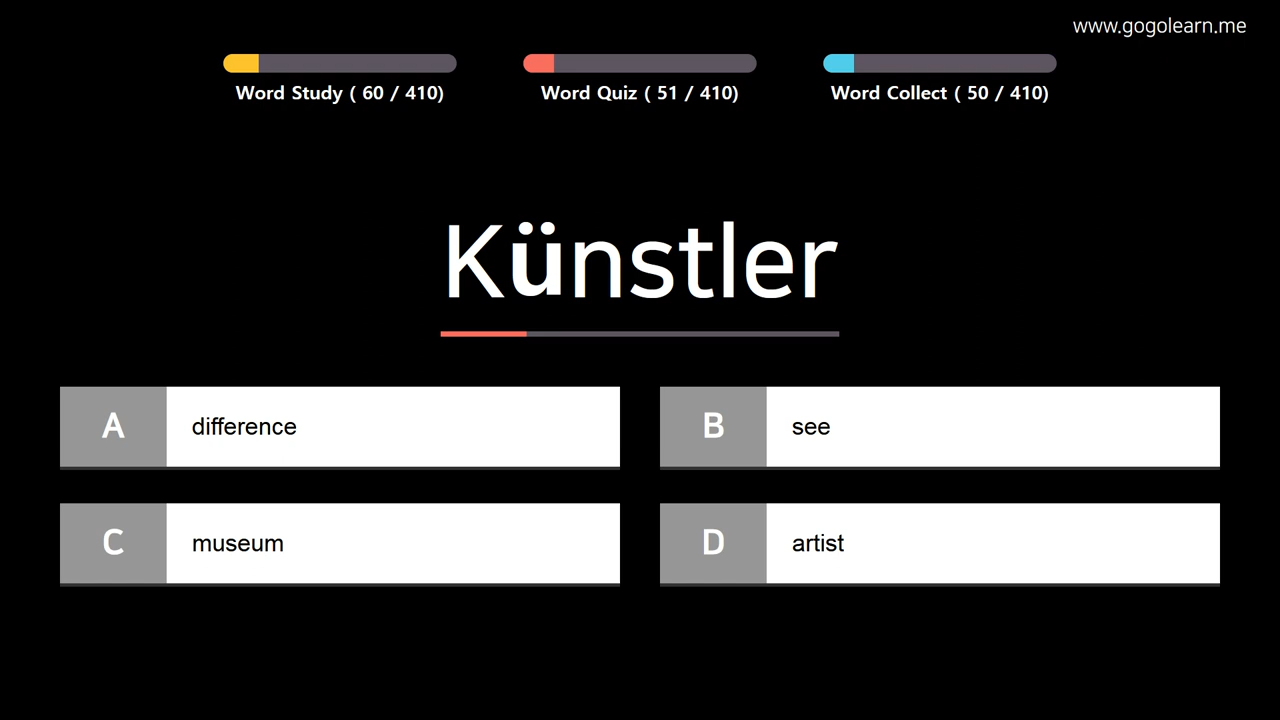 www.gogolearn.me
Word Study ( 60 / 410)
Word Quiz ( 51 / 410)
Word Collect ( 50 / 410)
Künstler
A difference
B see
C museum
D artist